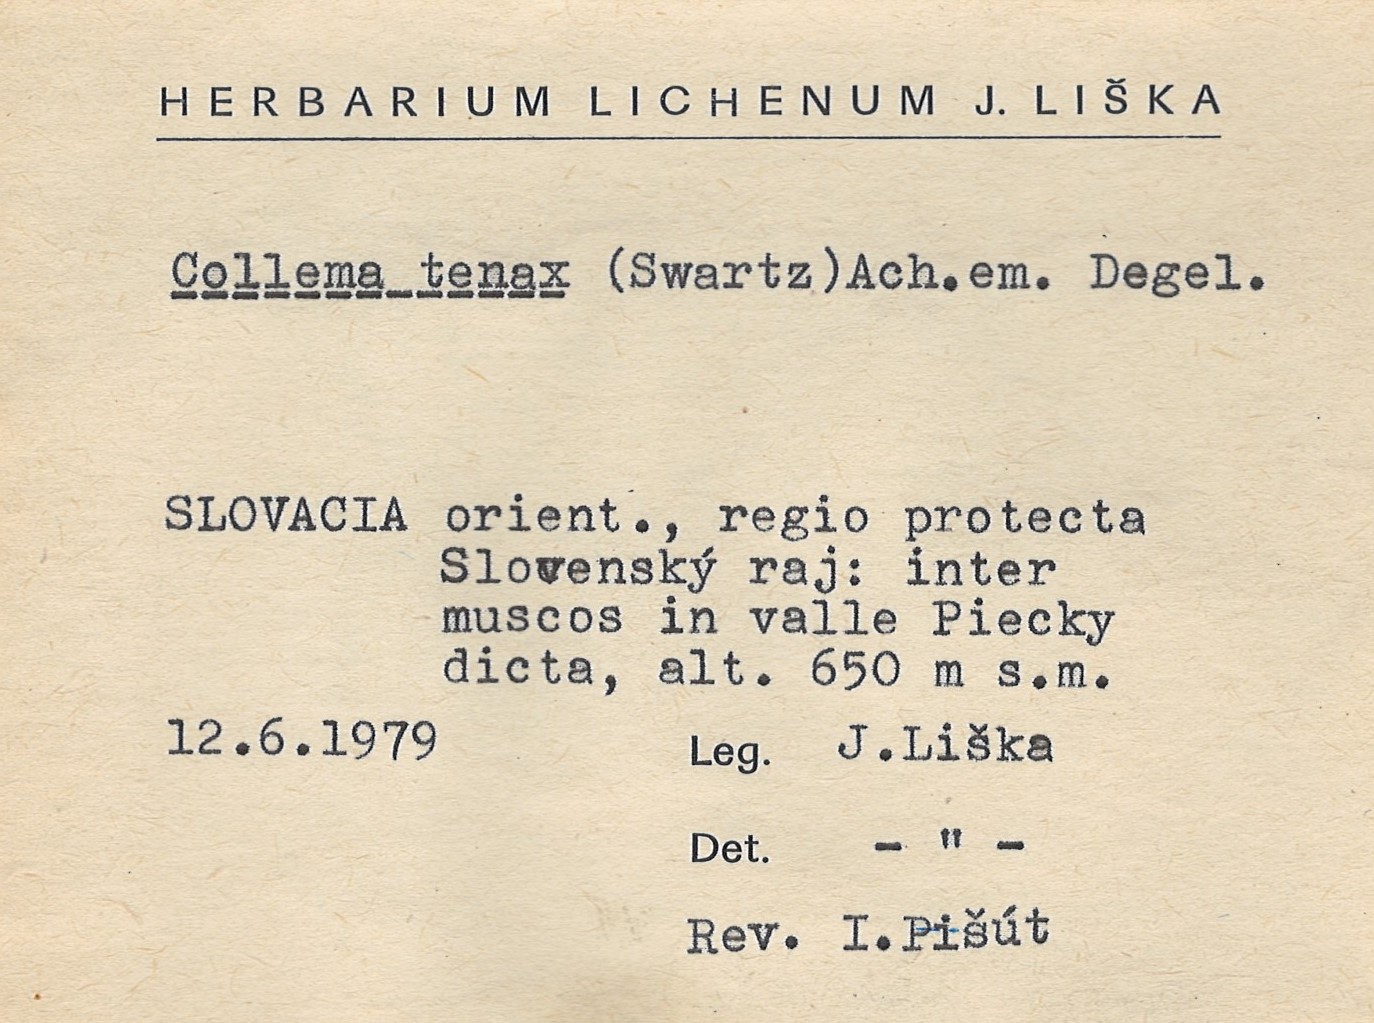 HERBARIUM LICHENUM J. LIŠKA
Collema tenax (Swartz)Ach.em. Degel.
SLOVACIA orient., regio protecta
Slovenský raj: inter
muscos in valle Piecky
dicta, alt. 650 m s.m.
12.6.1979 Leg. J.Liška
Det. - " -
Rev. I.Pišút